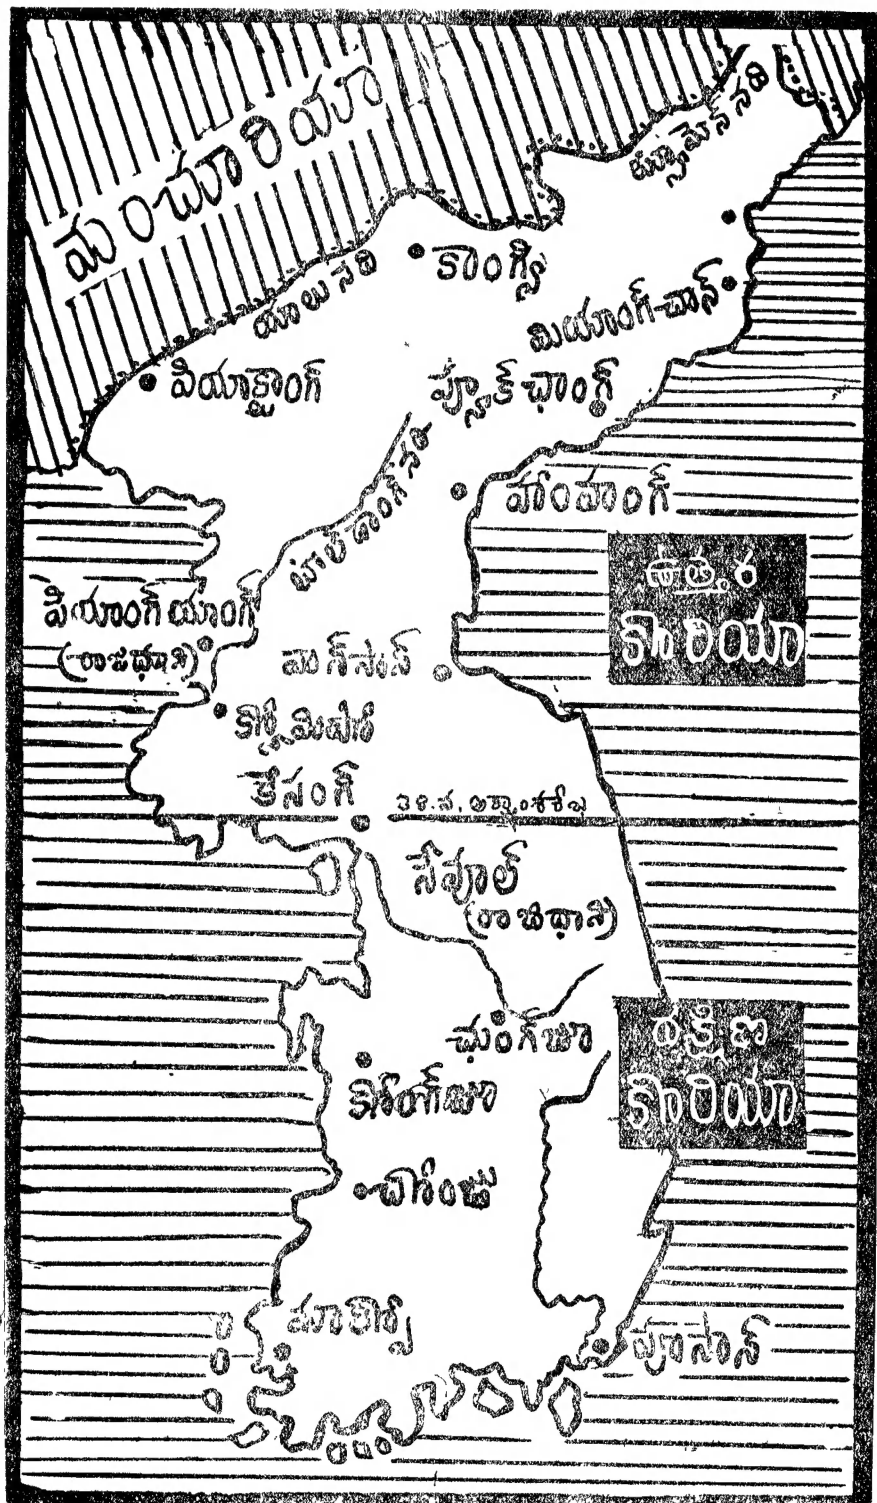 మంచూరియా
ట్యూమెన్ నది
కాంగ్వి
యాలు నది
మియాంగ్-చాన్
పియాక్టాంగ్
ప్యూక్ ఛాంగ్
హాంహంగ్
ఉత్తర
కొరియా
పియాంగ్ యాంగ్
(రాజధాని)
వాన్ సాన్
కేసంగ్
సేవూల్
(రాజధాని)
ఛుంగ్ జూ
దక్షిణ
కొరియా
కోంగ్ జూ
చోంజు
పూసాన్